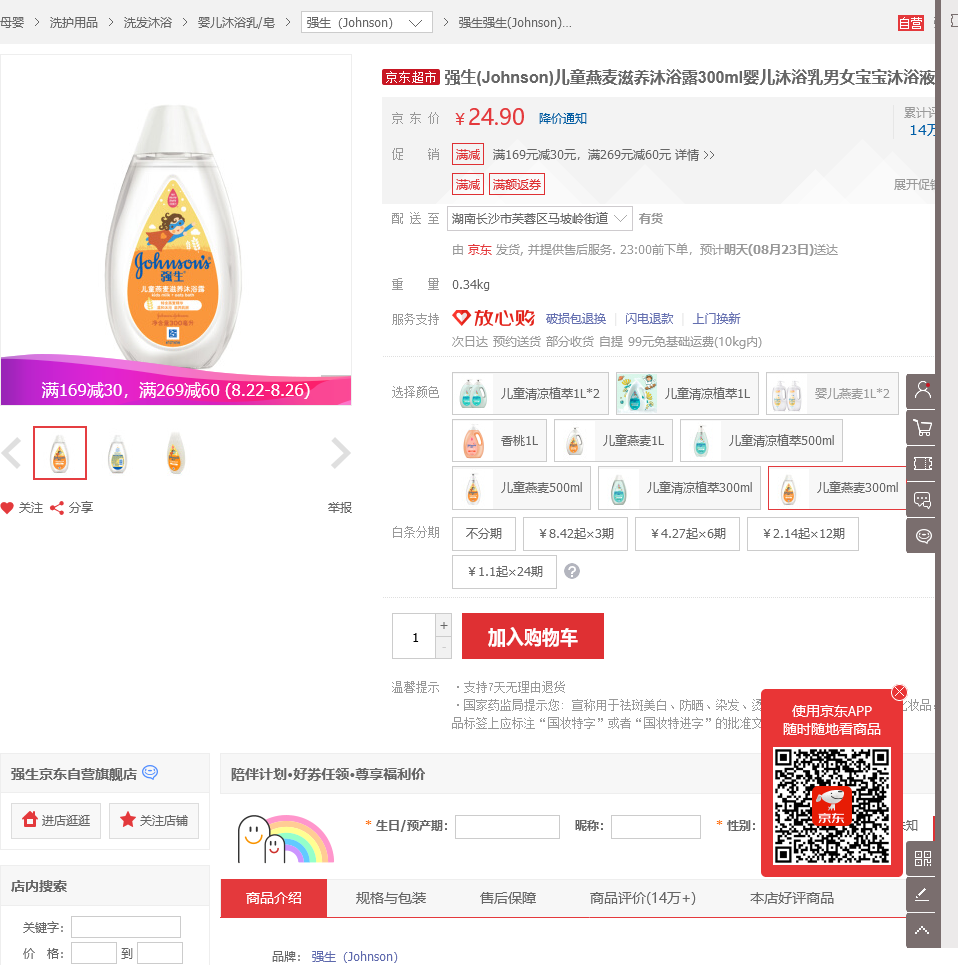 母婴 > 洗护用品 > 洗发沐浴 > 婴儿沐浴乳/皂 > 强生（Johnson） > 强生强生(Johnson)... 自营
京东超市 强生(Johnson)儿童燕麦滋养沐浴露300ml婴儿沐浴乳男女宝宝沐浴液
京 东 价 ￥24.90 降价通知
累计评
14万
促 销 满减 满169元减30元，满269元减60元 详情 >>
满减 满额返券
展开促销
配 送 至 湖南长沙市芙蓉区马坡岭街道 有货
由 京东 发货, 并提供售后服务. 23:00前下单，预计明天(08月23日)送达
重 量 0.34kg
服务支持 放心购 破损包退换 闪电退款 上门换新
次日达 预约送货 部分收货 自提 99元免基础运费(10kg内)
Johnson's
强生
儿童燕麦滋养沐浴露
净含量300毫升
满169减30，满269减60 (8.22-8.26)
关注 分享 举报
选择颜色 儿童清凉植萃1L*2 儿童清凉植萃1L 婴儿燕麦1L*2
香桃1L 儿童燕麦1L 儿童清凉植萃500ml
儿童燕麦500ml 儿童清凉植萃300ml 儿童燕麦300ml
白条分期 不分期 ￥8.42起×3期 ￥4.27起×6期 ￥2.14起×12期
￥1.1起×24期 ?
1 + - 加入购物车
温馨提示 ·支持7天无理由退货
·国家药监局提示您：宣称用于祛斑美白、防晒、染发、烫 化妆品，
品标签上应标注“国妆特字”或者“国妆特进字”的批准文
使用京东APP
随时随地看商品
京东
强生京东自营旗舰店
进店逛逛 关注店铺
店内搜索
关键字：
价 格： 到
陪伴计划•好券任领•尊享福利价
* 生日/预产期： 昵称： * 性别： 未知
商品介绍 规格与包装 售后保障 商品评价(14万+) 本店好评商品
品牌： 强生（Johnson）